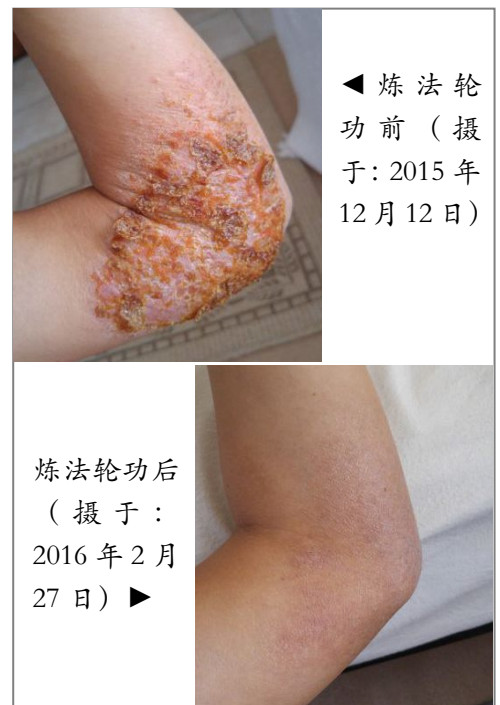 ◀ 炼法轮
功前（摄
于: 2015 年
12 月 12 日）
炼法轮功后
（摄于:
2016 年 2 月
27 日）▶